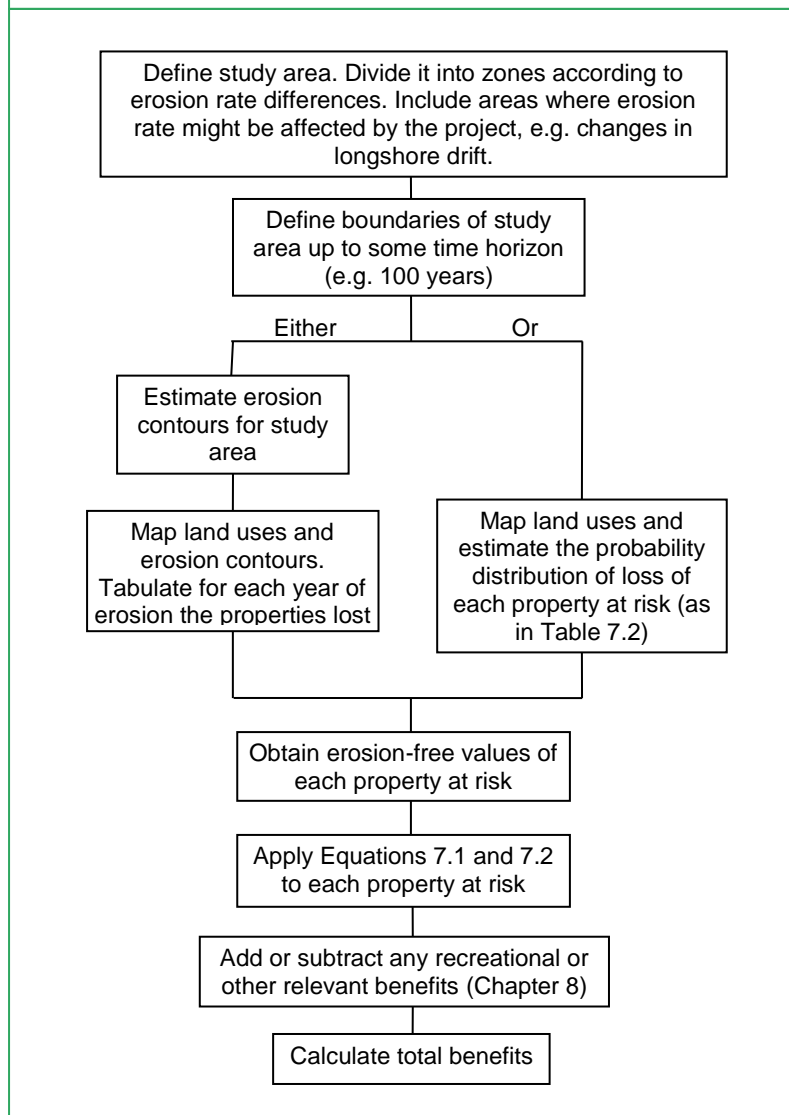 Define study area. Divide it into zones according to
erosion rate differences. Include areas where erosion
rate might be affected by the project, e.g. changes in
longshore drift.
Define boundaries of study
area up to some time horizon
(e.g. 100 years)
Either
Or
Estimate erosion
contours for study
area
Map land uses and
erosion contours.
Tabulate for each year of
erosion the properties lost
Map land uses and
estimate the probability
distribution of loss of
each property at risk (as
in Table 7.2)
Obtain erosion-free values of
each property at risk
Apply Equations 7.1 and 7.2
to each property at risk
Add or subtract any recreational or
other relevant benefits (Chapter 8)
Calculate total benefits